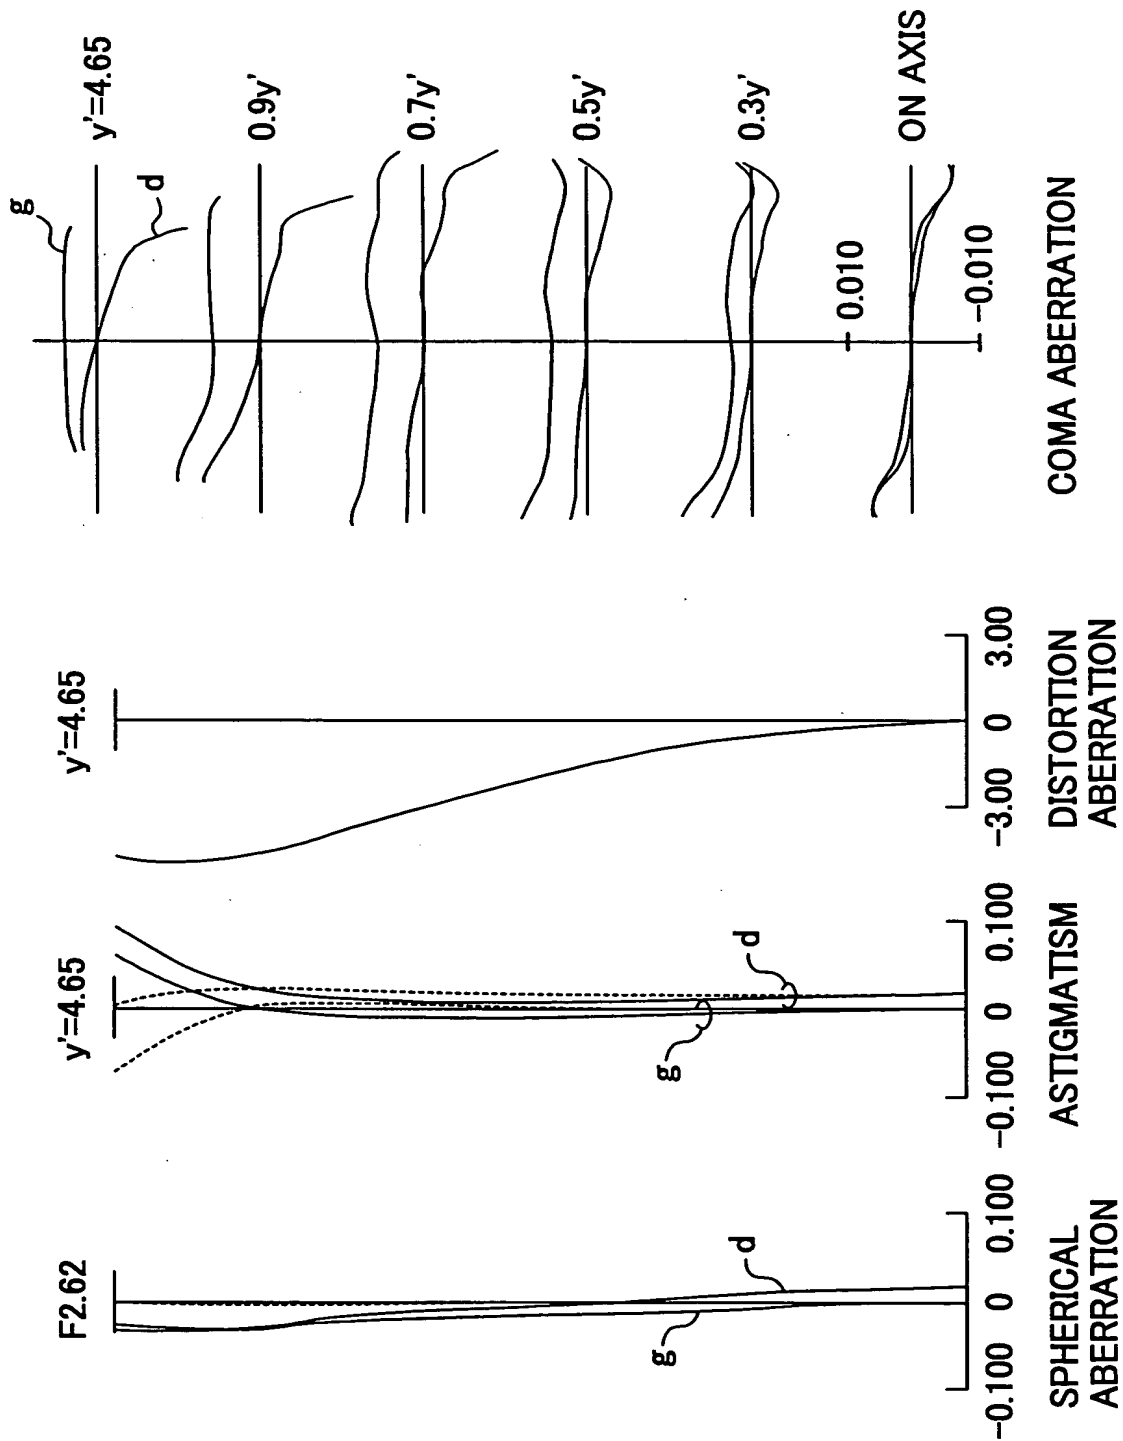 F2.62
d
g
-0.100
0
0.100
SPHERICAL
ABERRATION
y'=4.65
d
g
-0.100
0
0.100
ASTIGMATISM
y'=4.65
-3.00
0
3.00
DISTORTION
ABERRATION
g
d
y'=4.65
0.9y'
0.7y'
0.5y'
0.3y'
0.010
ON AXIS
-0.010
COMA ABERRATION